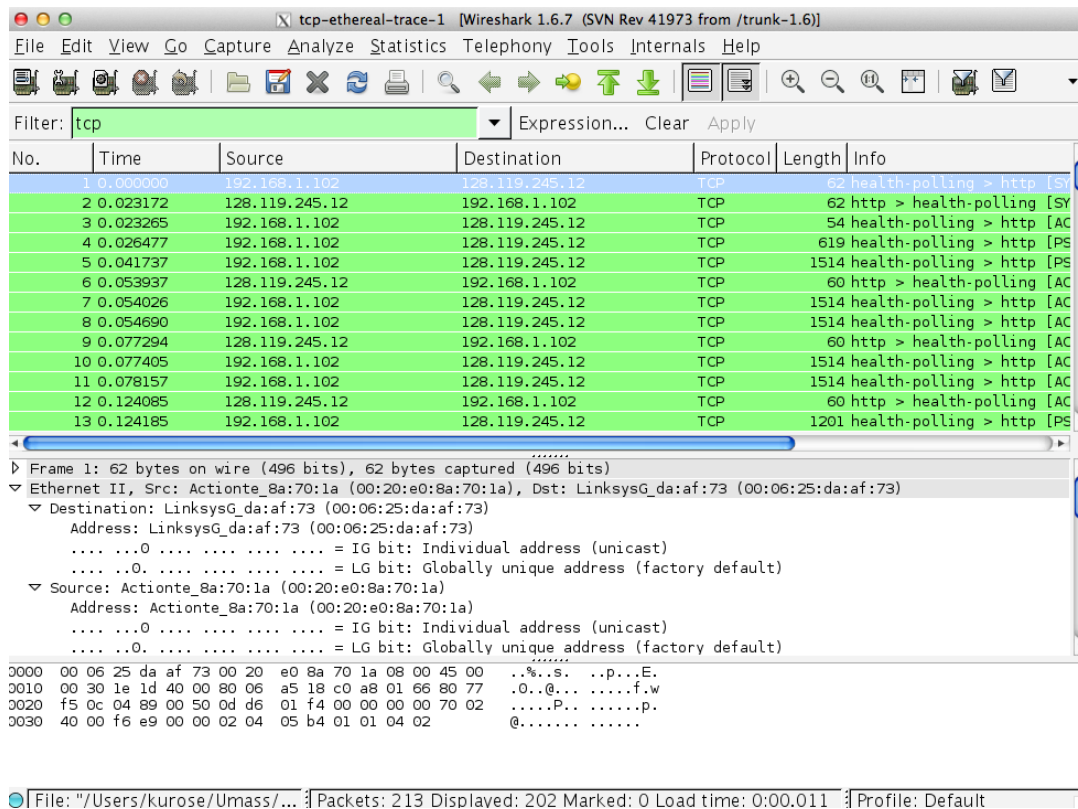 tcp-ethereal-trace-1 [Wireshark 1.6.7 (SVN Rev 41973 from /trunk-1.6)]
File Edit View Go Capture Analyze Statistics Telephony Tools Internals Help
Filter: tcp Expression... Clear Apply
No. Time Source Destination Protocol Length Info
1 0.000000 192.168.1.102 128.119.245.12 TCP 62 health-polling > http [SY
2 0.023172 128.119.245.12 192.168.1.102 TCP 62 http > health-polling [SY
3 0.023265 192.168.1.102 128.119.245.12 TCP 54 health-polling > http [AC
4 0.026477 192.168.1.102 128.119.245.12 TCP 619 health-polling > http [PS
5 0.041737 192.168.1.102 128.119.245.12 TCP 1514 health-polling > http [PS
6 0.053937 128.119.245.12 192.168.1.102 TCP 60 http > health-polling [AC
7 0.054026 192.168.1.102 128.119.245.12 TCP 1514 health-polling > http [AC
8 0.054690 192.168.1.102 128.119.245.12 TCP 1514 health-polling > http [AC
9 0.077294 128.119.245.12 192.168.1.102 TCP 60 http > health-polling [AC
10 0.077405 192.168.1.102 128.119.245.12 TCP 1514 health-polling > http [AC
11 0.078157 192.168.1.102 128.119.245.12 TCP 1514 health-polling > http [AC
12 0.124085 128.119.245.12 192.168.1.102 TCP 60 http > health-polling [AC
13 0.124185 192.168.1.102 128.119.245.12 TCP 1201 health-polling > http [PS
Frame 1: 62 bytes on wire (496 bits), 62 bytes captured (496 bits)
Ethernet II, Src: Actionte_8a:70:1a (00:20:e0:8a:70:1a), Dst: LinksysG_da:af:73 (00:06:25:da:af:73)
Destination: LinksysG_da:af:73 (00:06:25:da:af:73)
Address: LinksysG_da:af:73 (00:06:25:da:af:73)
.... ...0 .... .... .... .... = IG bit: Individual address (unicast)
.... ..0. .... .... .... .... = LG bit: Globally unique address (factory default)
Source: Actionte_8a:70:1a (00:20:e0:8a:70:1a)
Address: Actionte_8a:70:1a (00:20:e0:8a:70:1a)
.... ...0 .... .... .... .... = IG bit: Individual address (unicast)
.... ..0. .... .... .... .... = LG bit: Globally unique address (factory default)
0000 00 06 25 da af 73 00 20 e0 8a 70 1a 08 00 45 00 ..%..s. ..p...E.
0010 00 30 1e 1d 40 00 80 06 a5 18 c0 a8 01 66 80 77 .0..@... .....f.w
0020 f5 0c 04 89 00 50 0d d6 01 f4 00 00 00 00 70 02 .....P.. ......p.
0030 40 00 f6 e9 00 00 02 04 05 b4 01 01 04 02 @....... ......
File: "/Users/kurose/Umass/... Packets: 213 Displayed: 202 Marked: 0 Load time: 0:00.011 Profile: Default